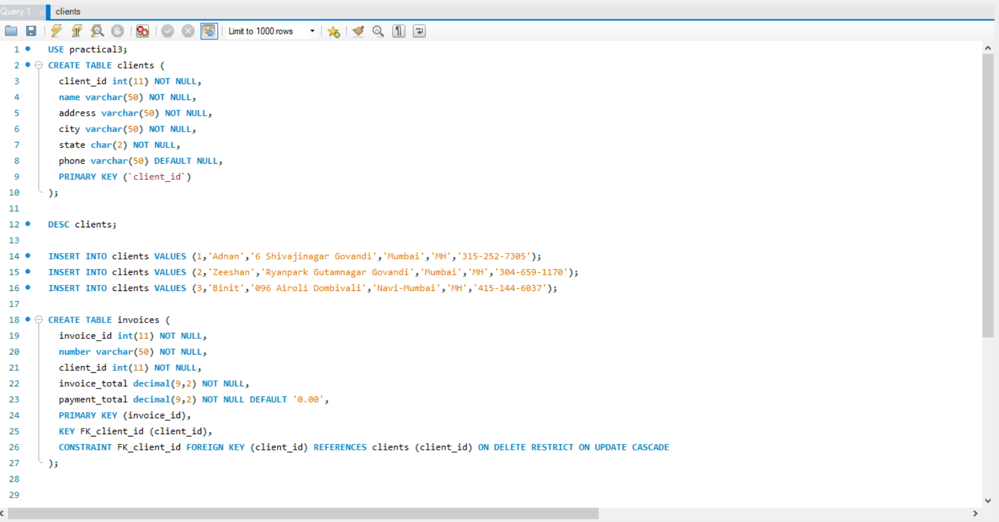 Query 1 clients
Limit to 1000 rows
1 USE practical3;
2 CREATE TABLE clients (
3 client_id int(11) NOT NULL,
4 name varchar(50) NOT NULL,
5 address varchar(50) NOT NULL,
6 city varchar(50) NOT NULL,
7 state char(2) NOT NULL,
8 phone varchar(50) DEFAULT NULL,
9 PRIMARY KEY (`client_id`)
10 );
11
12 DESC clients;
13
14 INSERT INTO clients VALUES (1,'Adnan','6 Shivajinagar Govandi','Mumbai','MH','315-252-7305');
15 INSERT INTO clients VALUES (2,'Zeeshan','Ryanpark Gutamnagar Govandi','Mumbai','MH','304-659-1170');
16 INSERT INTO clients VALUES (3,'Binit','096 Airoli Dombivali','Navi-Mumbai','MH','415-144-6037');
17
18 CREATE TABLE invoices (
19 invoice_id int(11) NOT NULL,
20 number varchar(50) NOT NULL,
21 client_id int(11) NOT NULL,
22 invoice_total decimal(9,2) NOT NULL,
23 payment_total decimal(9,2) NOT NULL DEFAULT '0.00',
24 PRIMARY KEY (invoice_id),
25 KEY FK_client_id (client_id),
26 CONSTRAINT FK_client_id FOREIGN KEY (client_id) REFERENCES clients (client_id) ON DELETE RESTRICT ON UPDATE CASCADE
27 );
28
29